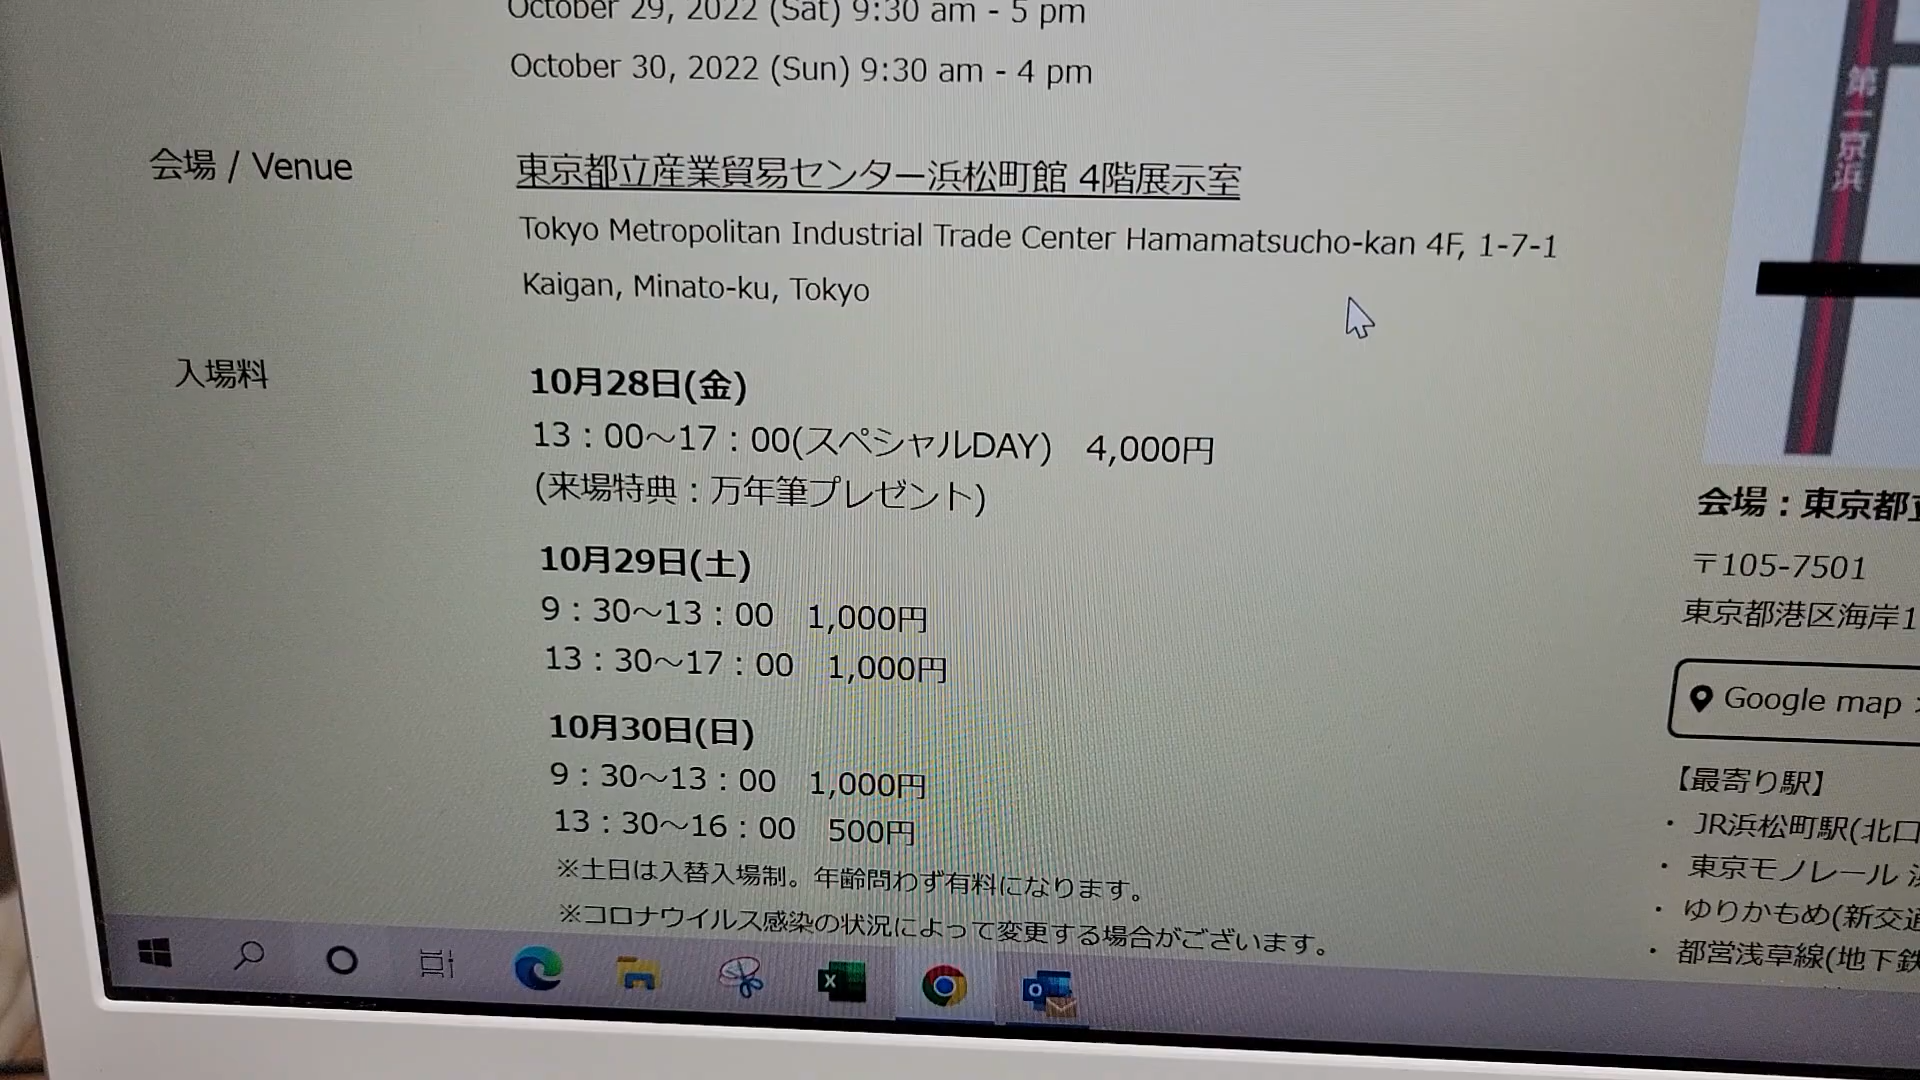 October 29, 2022 (Sat) 9:30 am - 5 pm
October 30, 2022 (Sun) 9:30 am - 4 pm
会場 / Venue
東京都立産業貿易センター浜松町館 4階展示室
Tokyo Metropolitan Industrial Trade Center Hamamatsucho-kan 4F, 1-7-1
Kaigan, Minato-ku, Tokyo
入場料
10月28日(金)
13：00～17：00(スペシャルDAY)　4,000円
(来場特典：万年筆プレゼント)
10月29日(土)
9：30～13：00　1,000円
13：30～17：00　1,000円
10月30日(日)
9：30～13：00　1,000円
13：30～16：00　500円
※土日は入替入場制。年齢問わず有料になります。
※コロナウイルス感染の状況によって変更する場合がございます。
第一京浜
会場：東京都立
〒105-7501
東京都港区海岸1
Google map
【最寄り駅】
・ JR浜松町駅(北口
・ 東京モノレール
・ ゆりかもめ(新交通
・ 都営浅草線(地下鉄